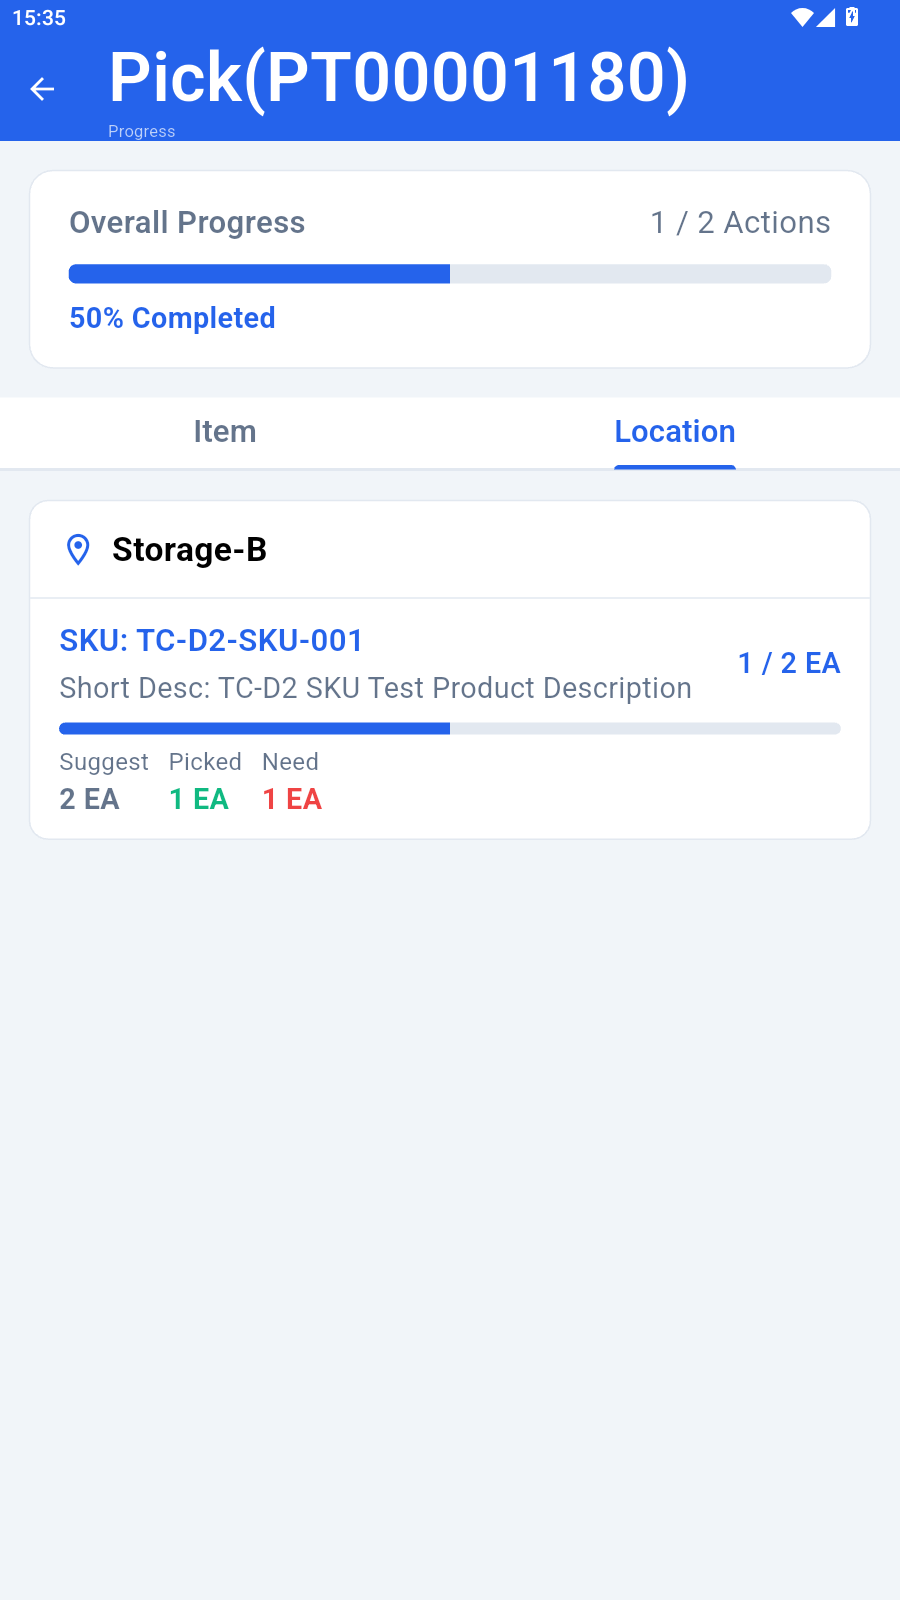 15:35
Pick(PT00001180)
Progress
Overall Progress
1 / 2 Actions
50% Completed
Item
Location
Storage-B
SKU: TC-D2-SKU-001
1 / 2 EA
Short Desc: TC-D2 SKU Test Product Description
Suggest Picked Need
2 EA 1 EA 1 EA